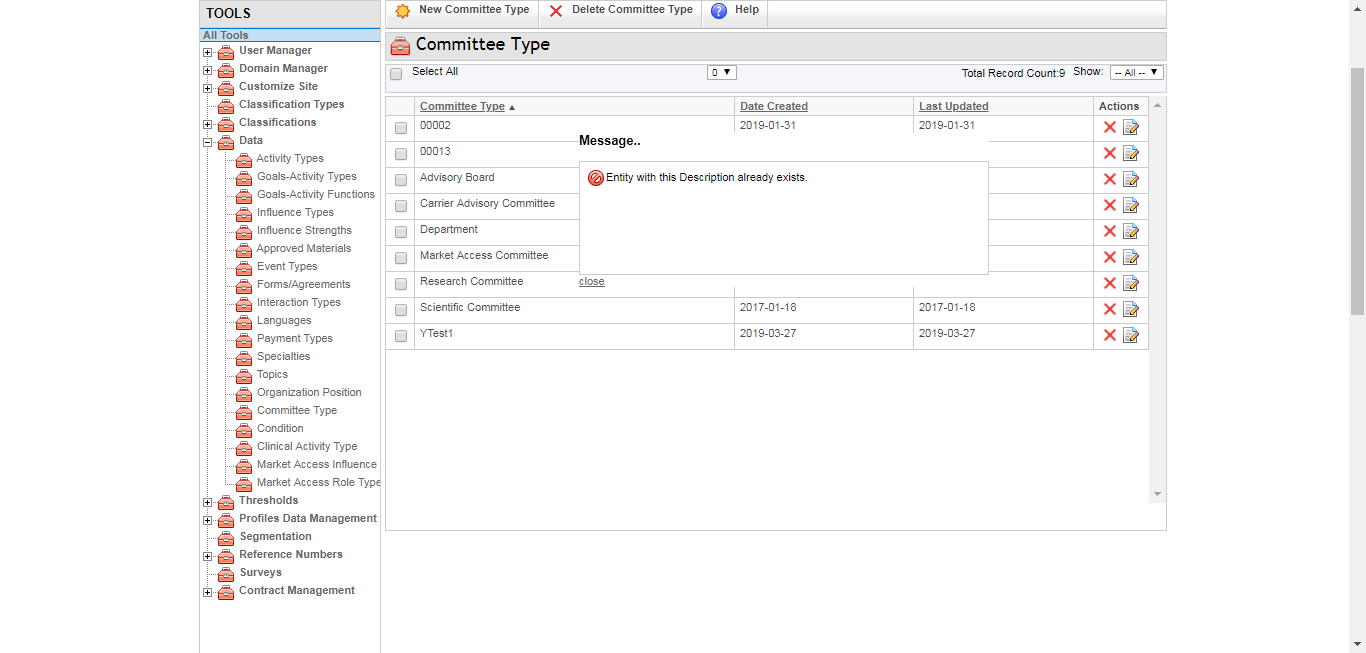 TOOLS
All Tools
User Manager
Domain Manager
Customize Site
Classification Types
Classifications
Data
Activity Types
Goals-Activity Types
Goals-Activity Functions
Influence Types
Influence Strengths
Approved Materials
Event Types
Forms/Agreements
Interaction Types
Languages
Payment Types
Specialties
Topics
Organization Position
Committee Type
Condition
Clinical Activity Type
Market Access Influence
Market Access Role Type
Thresholds
Profiles Data Management
Segmentation
Reference Numbers
Surveys
Contract Management
New Committee Type Delete Committee Type Help
Committee Type
Select All 0 Total Record Count:9 Show: -- All --
Committee Type Date Created Last Updated Actions
00002 2019-01-31 2019-01-31
00013
Advisory Board
Carrier Advisory Committee
Department
Market Access Committee
Research Committee
Scientific Committee 2017-01-18 2017-01-18
YTest1 2019-03-27 2019-03-27
Message..
Entity with this Description already exists.
close